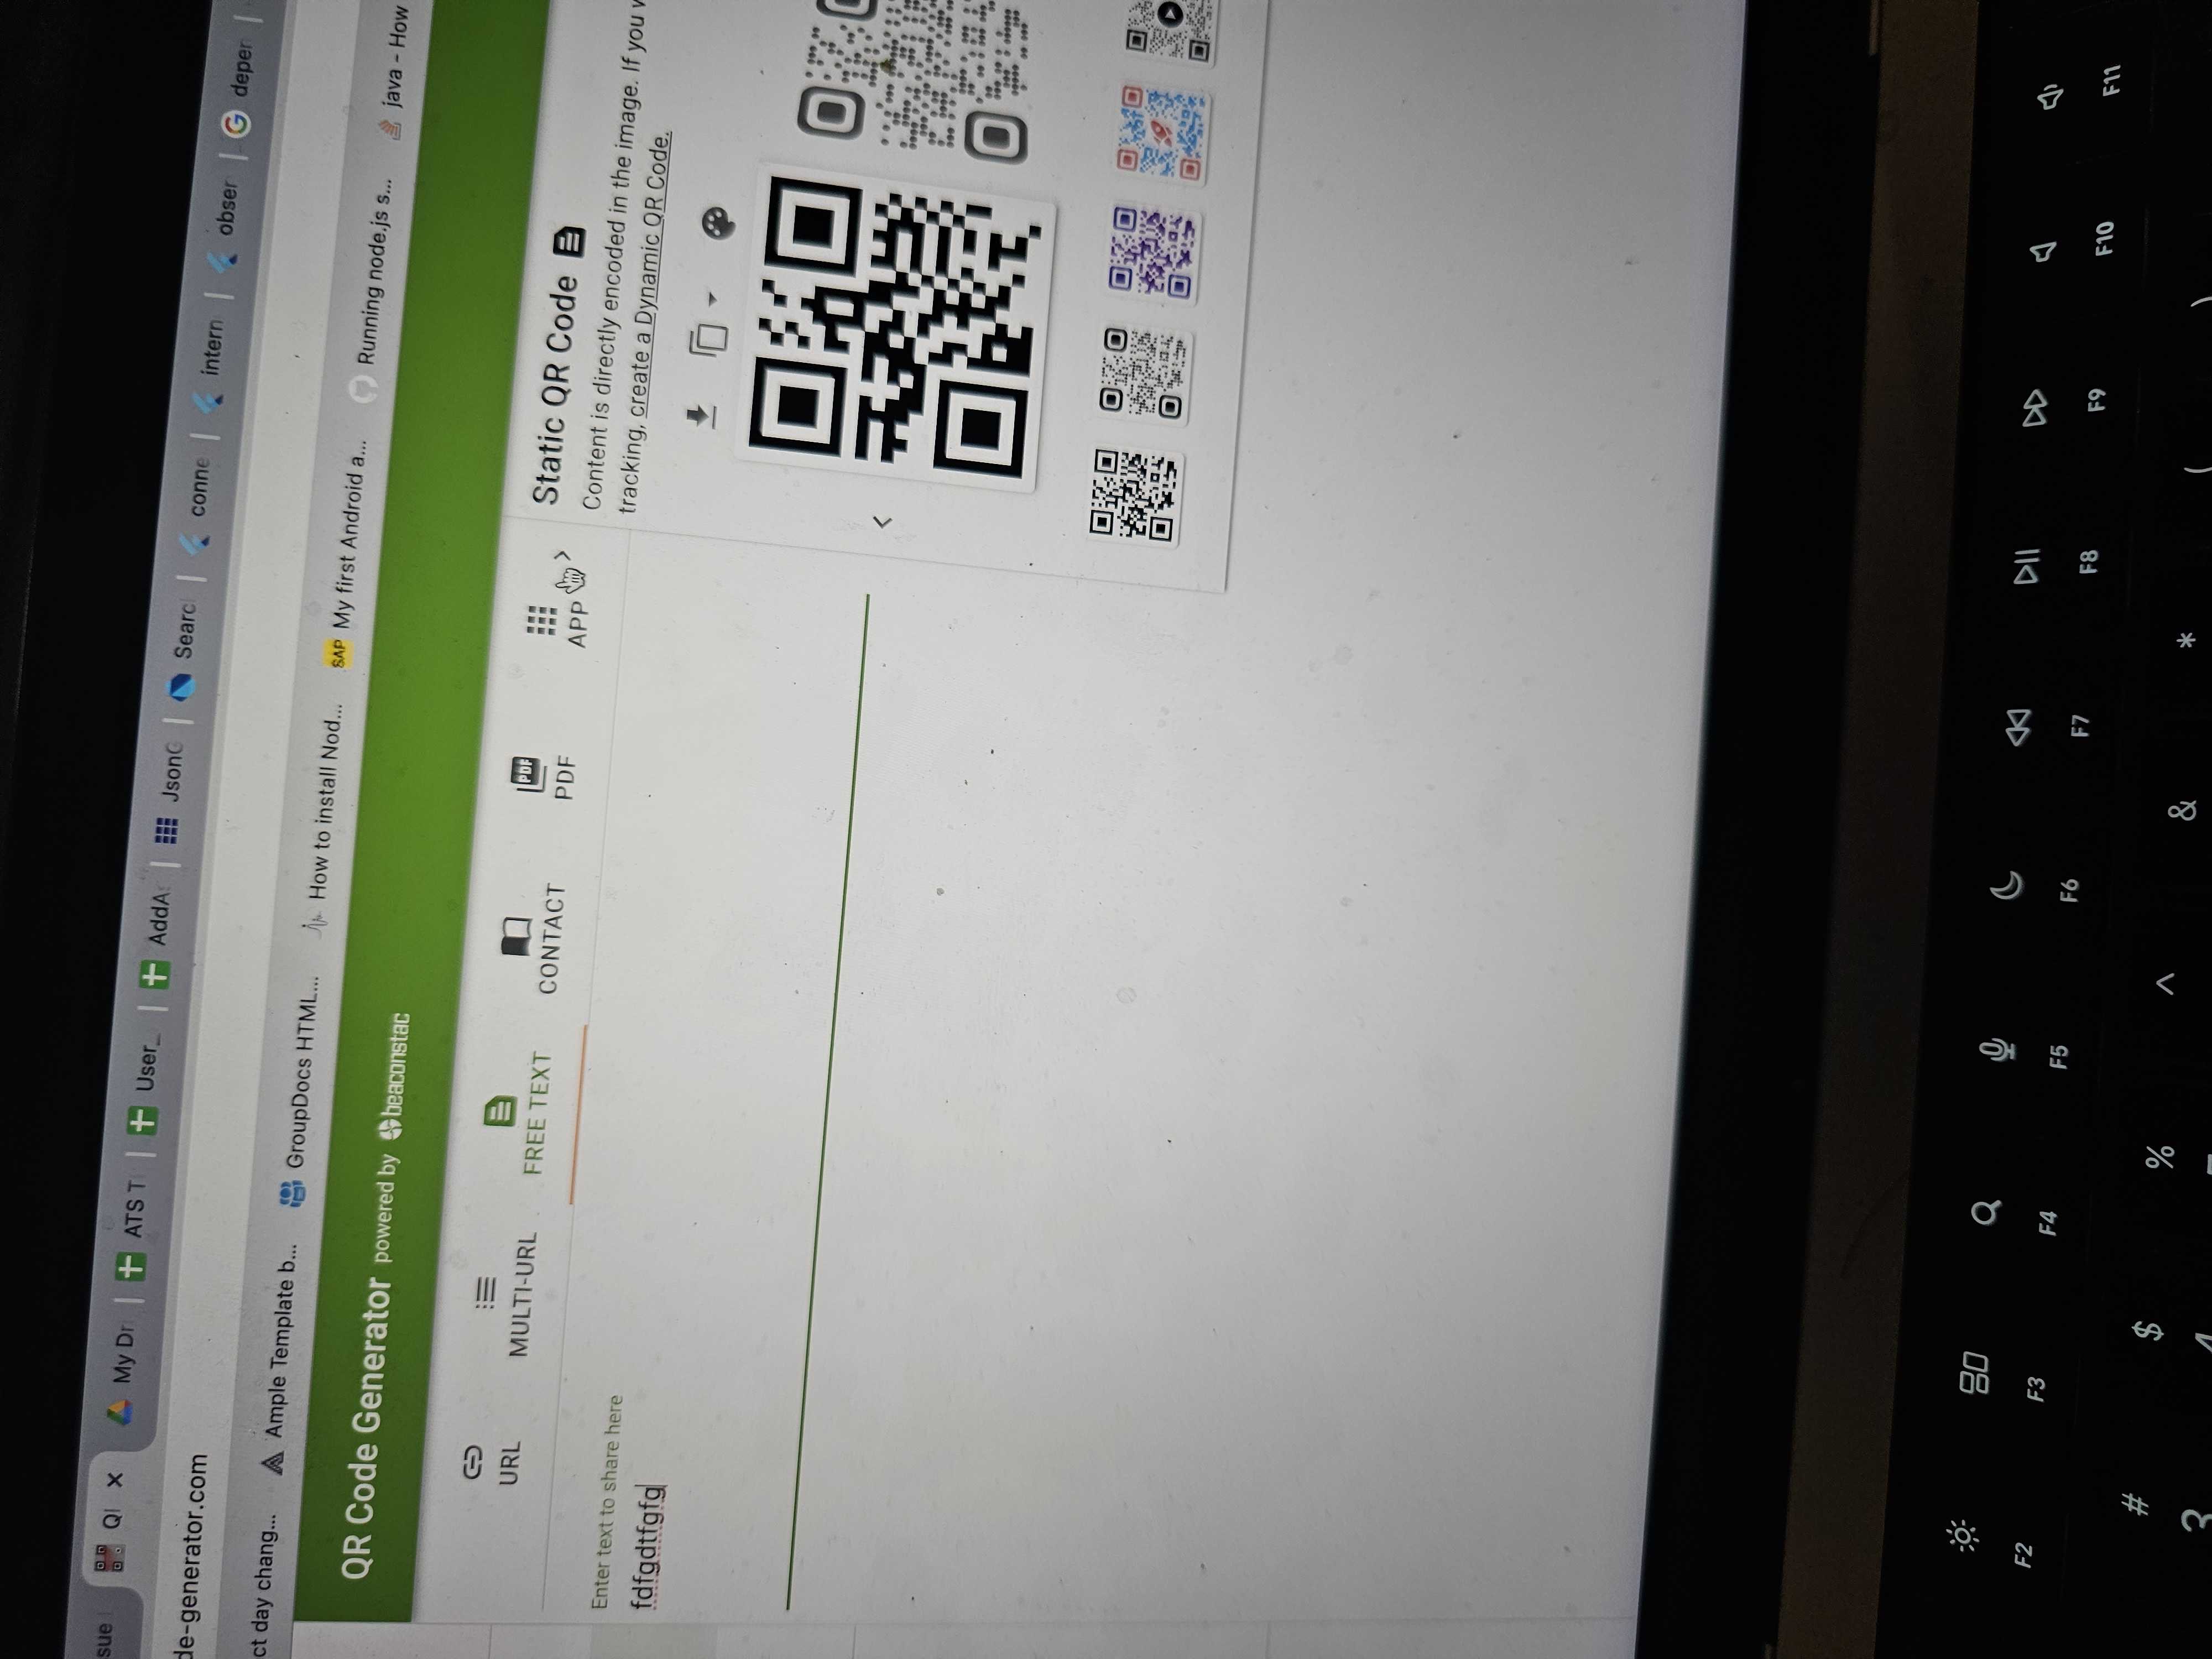 sue
QI
My Dr
ATS T
User_
AddA
Json
Searc
conne
intern
obser
deper
de-generator.com
ct day chang...
Ample Template b...
GroupDocs HTML...
How to install Nod...
SAP My first Android a...
Running node.js s...
java - How
QR Code Generator powered by beaconstac
URL
MULTI-URL
FREE TEXT
CONTACT
PDF
PDF
APP
Enter text to share here
fdfgdtfgfg
Static QR Code
Content is directly encoded in the image. If you w
tracking, create a Dynamic QR Code.
F2
F3
F4
F5
F6
F7
F8
F9
F10
F11
# $ % ^ & * ( )
3 4